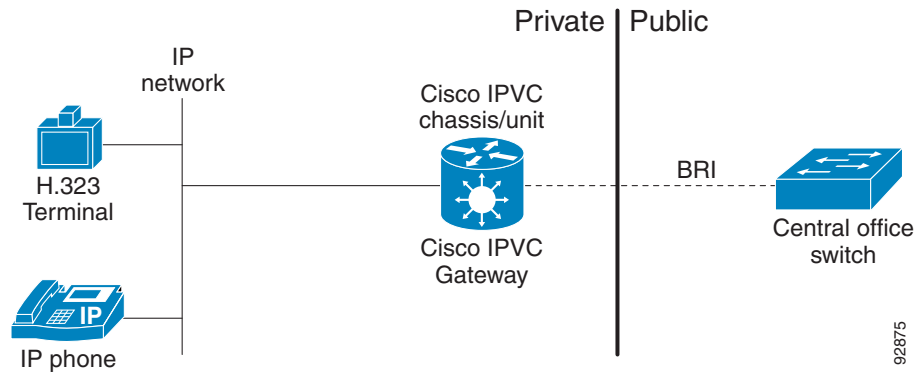 Private
Public
IP
network
Cisco IPVC
chassis/unit
H.323
Terminal
BRI
Central office
switch
Cisco IPVC
Gateway
IP
IP phone
92875